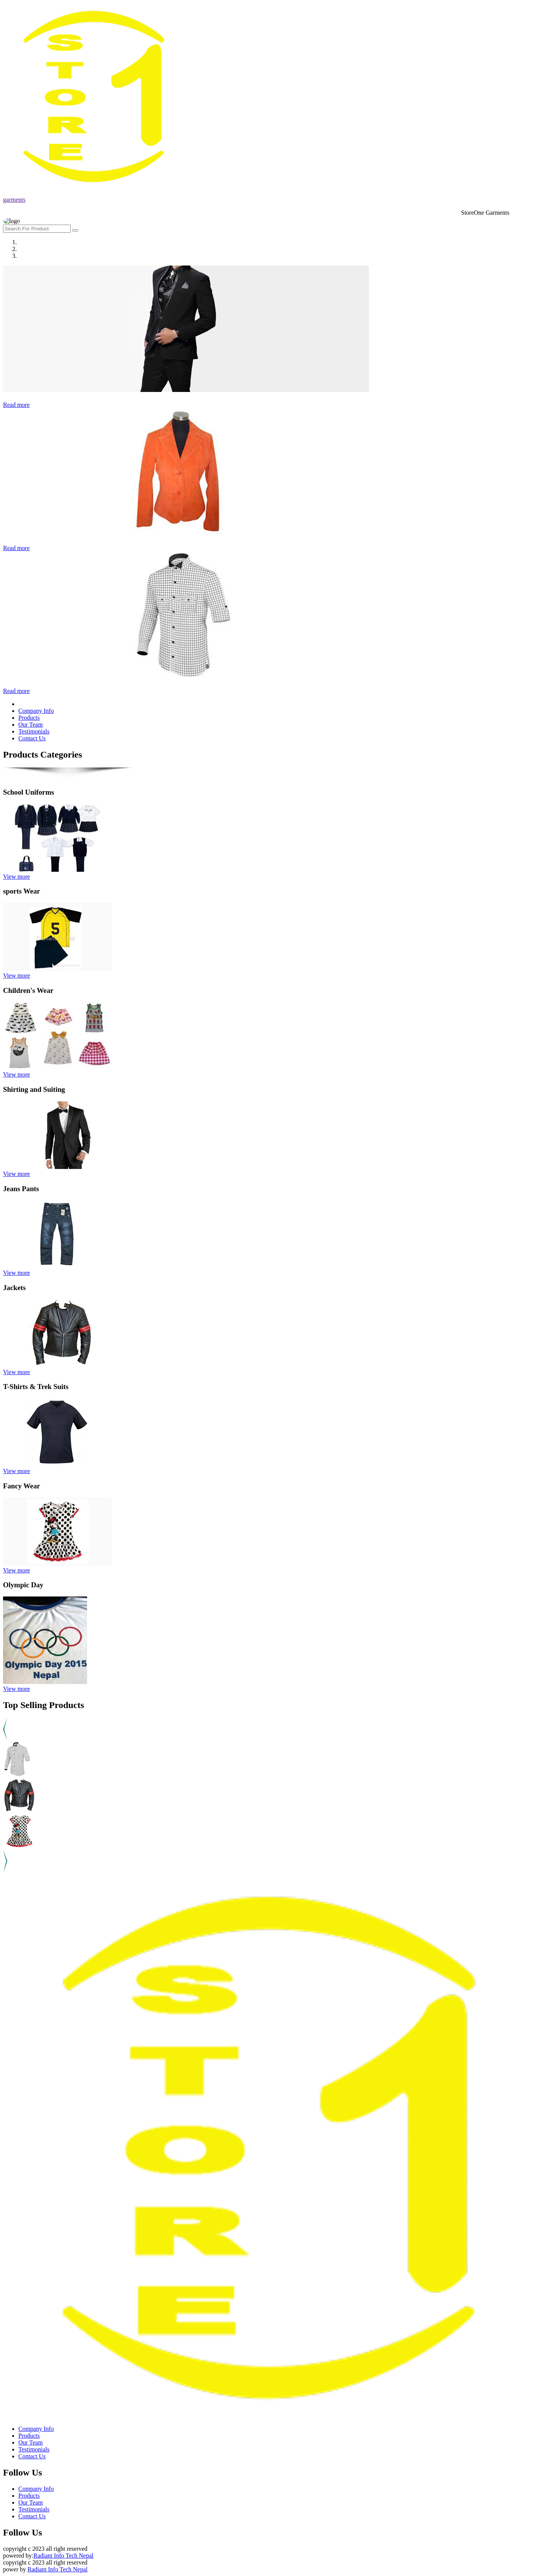 STORE 1
garments
StoreOne Garments
logo
Search For Product
1.
2.
3.
Read more
Read more
Read more
Company Info
Products
Our Team
Testimonials
Contact Us
Products Categories
School Uniforms
View more
sports Wear
5
View more
Children's Wear
View more
Shirting and Suiting
View more
Jeans Pants
View more
Jackets
View more
T-Shirts & Trek Suits
View more
Fancy Wear
View more
Olympic Day
Olympic Day 2015
Nepal
View more
Top Selling Products
STORE 1
Company Info
Products
Our Team
Testimonials
Contact Us
Follow Us
Company Info
Products
Our Team
Testimonials
Contact Us
Follow Us
copyright c 2023 all right reserved
powered by:Radiant Info Tech Nepal
copyright c 2023 all right reserved
power by Radiant Info Tech Nepal